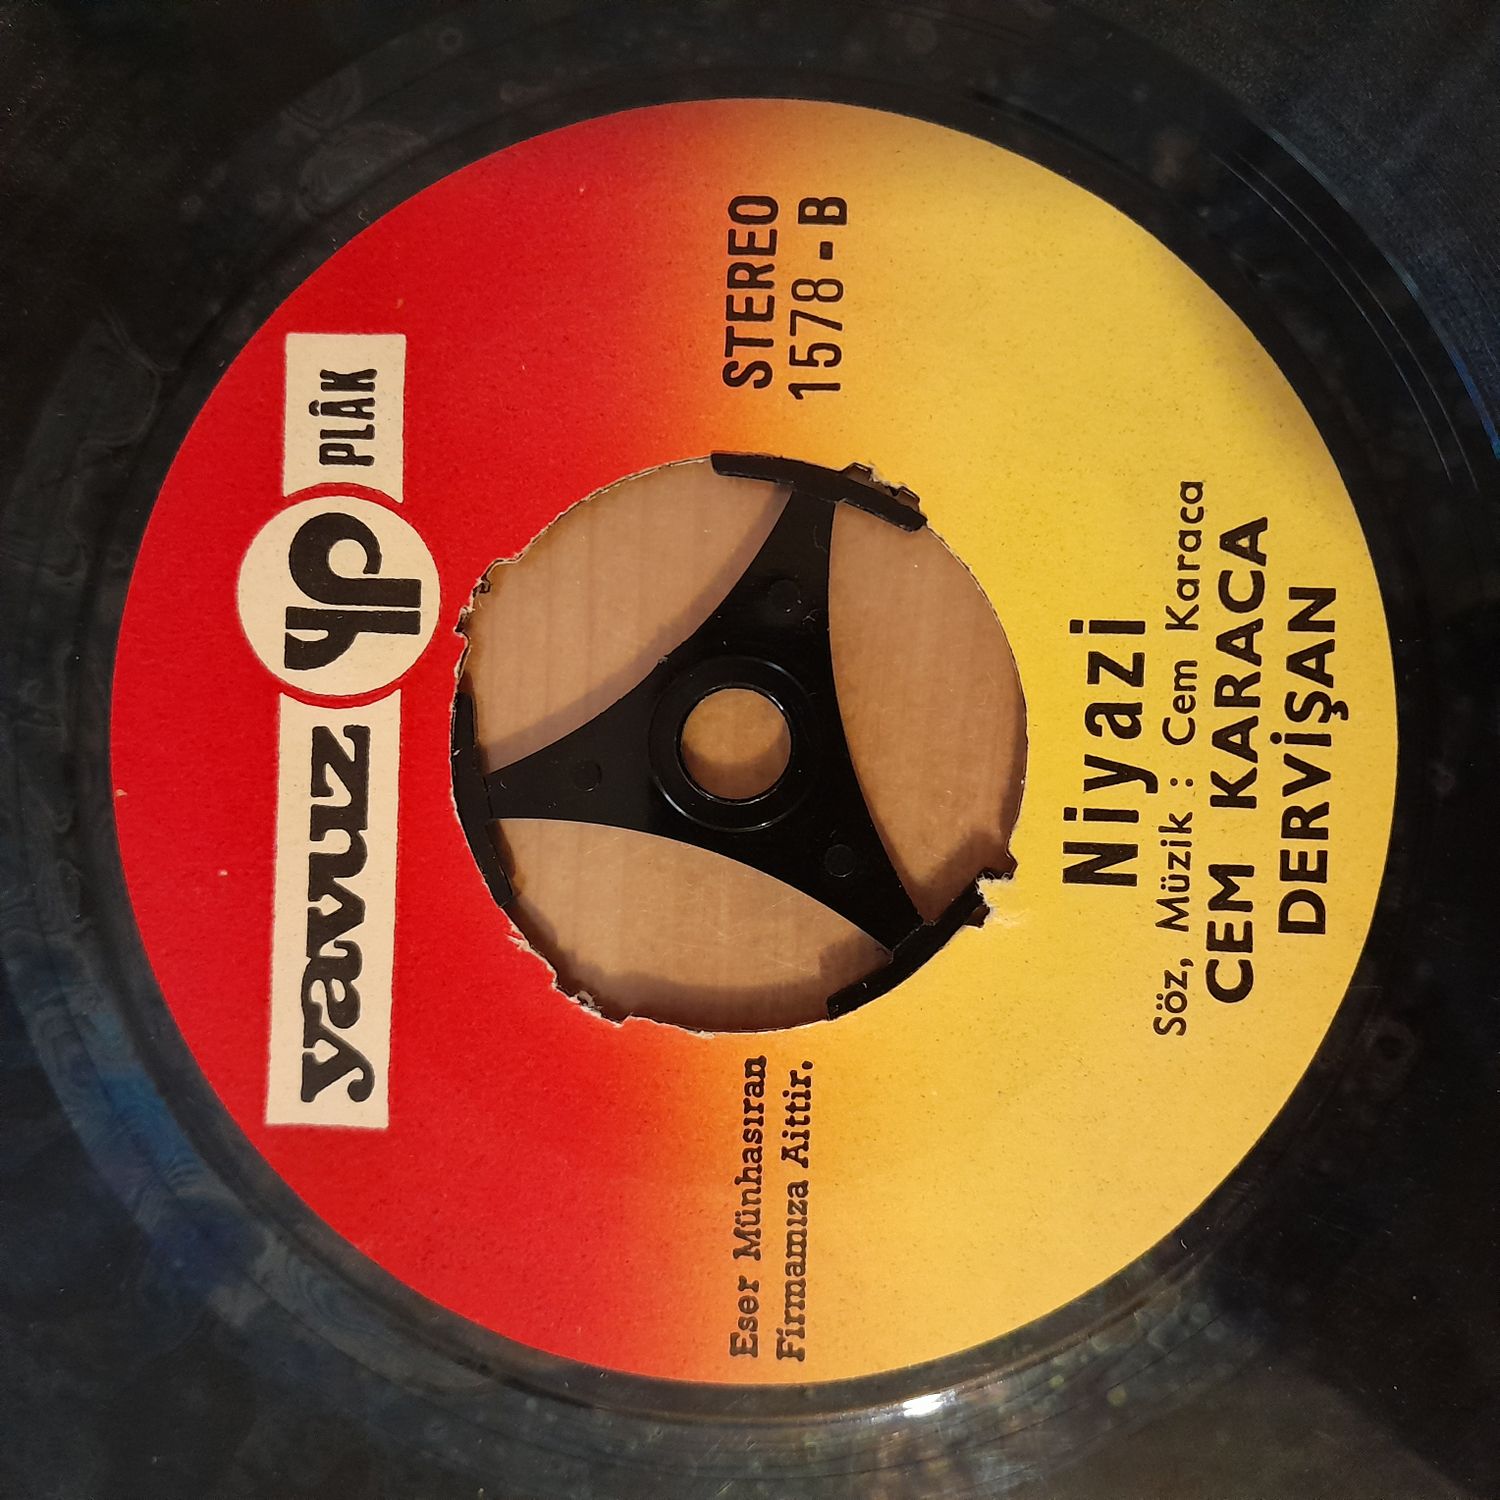 yavuz YP PLÂK
STEREO
1578-B
Eser Münhasıran
Firmamıza Aittir.
Niyazi
Söz, Müzik : Cem Karaca
CEM KARACA
DERVİŞAN